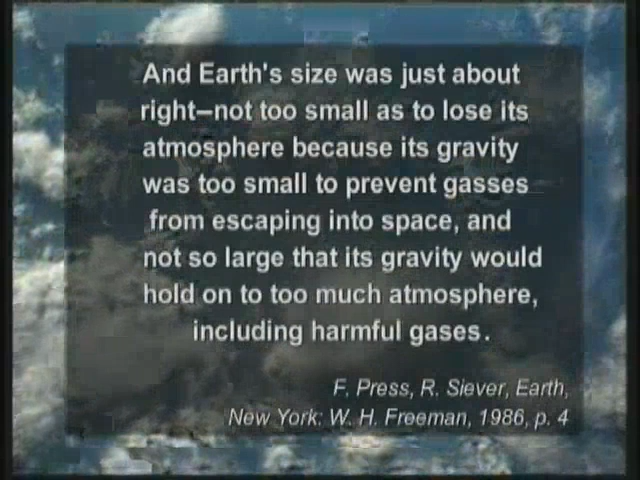 And Earth's size was just about
right–not too small as to lose its
atmosphere because its gravity
was too small to prevent gasses
from escaping into space, and
not so large that its gravity would
hold on to too much atmosphere,
including harmful gases.
F. Press, R. Siever, Earth,
New York: W. H. Freeman, 1986, p. 4